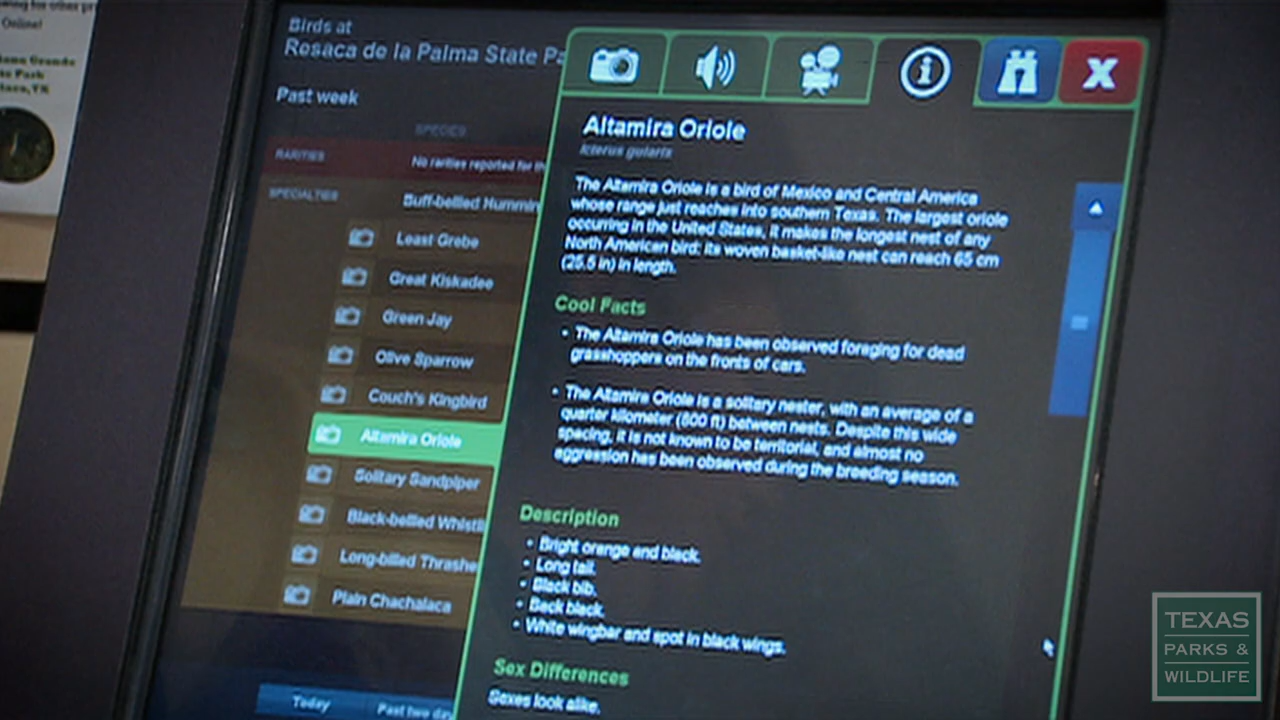 Online!
Birds at
Resaca de la Palma State
Past week
SPECIES
RARITIES
No rarities reported for
SPECIALTIES
Buff-bellied
Least Grebe
Great Kiskadee
Green Jay
Olive Sparrow
Couch's Kingbird
Altamira Oriole
Solitary Sandpiper
Black-bellied
Long-billed
Plain Chachalaca
Today
Past two
Altamira Oriole
Icterus gularis
The Altamira Oriole is a bird of Mexico and Central America
whose range just reaches into southern Texas. The largest oriole
occurring in the United States, it makes the longest nest of any
North American bird: its woven basket-like nest can reach 65 cm
(25.5 in) in length.
Cool Facts
• The Altamira Oriole has been observed foraging for dead
grasshoppers on the fronts of cars.
• The Altamira Oriole is a solitary nester, with an average of a
quarter kilometer (800 ft) between nests. Despite this wide
spacing, it is not known to be territorial, and almost no
aggression has been observed during the breeding season.
Description
• Bright orange and black.
• Long tail.
• Black bib.
• Back black.
• White wingbar and spot in black wings.
Sex Differences
Sexes look alike.
TEXAS
PARKS &
WILDLIFE